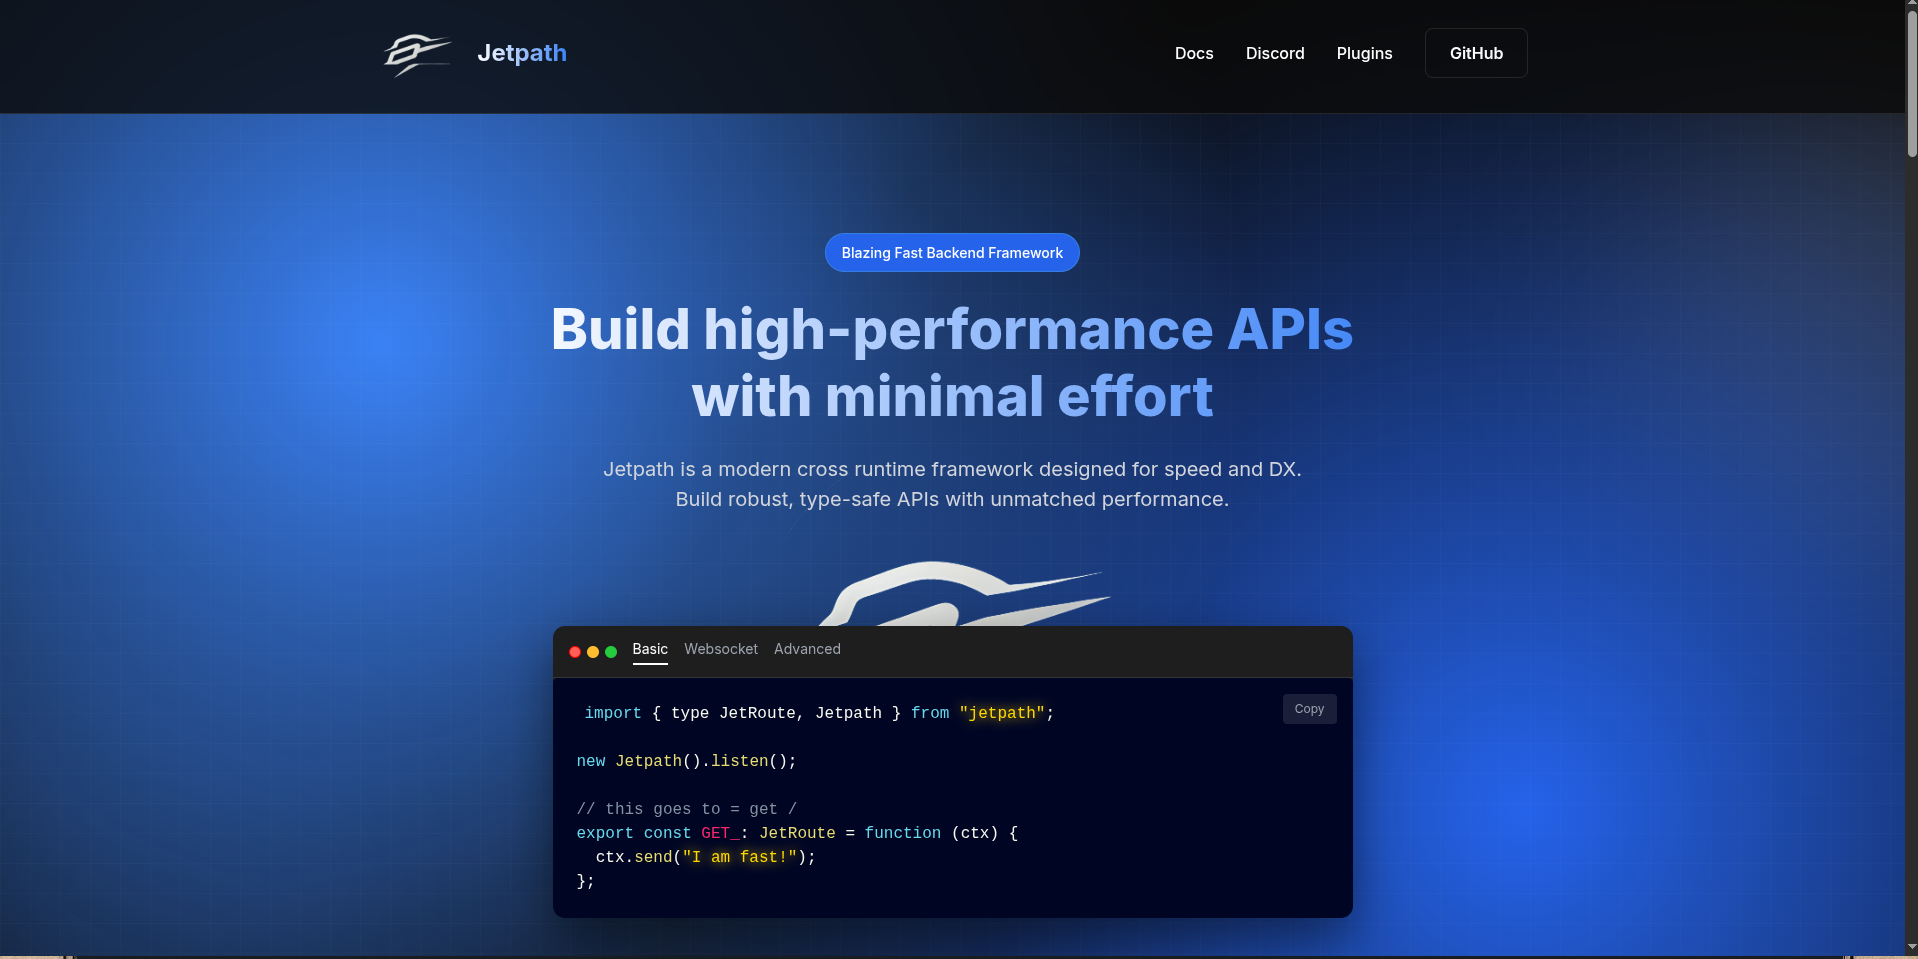 Jetpath
Docs
Discord
Plugins
GitHub
Blazing Fast Backend Framework
Build high-performance APIs
with minimal effort
Jetpath is a modern cross runtime framework designed for speed and DX.
Build robust, type-safe APIs with unmatched performance.
Basic
Websocket
Advanced
Copy
import { type JetRoute, Jetpath } from "jetpath";
new Jetpath().listen();
// this goes to = get /
export const GET_: JetRoute = function (ctx) {
  ctx.send("I am fast!");
};